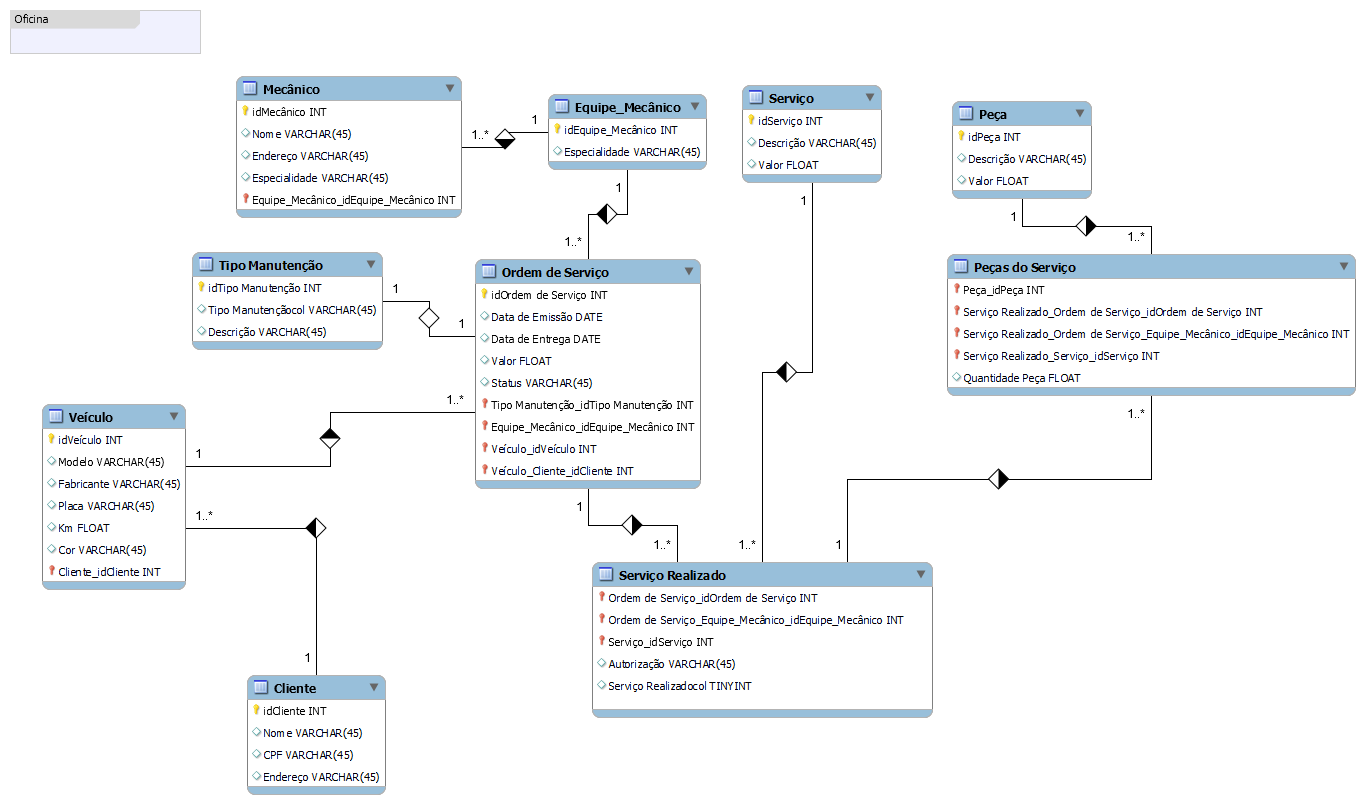 Oficina
Mecânico
idMecânico INT
Nome VARCHAR(45)
Endereço VARCHAR(45)
Especialidade VARCHAR(45)
Equipe_Mecânico_idEquipe_Mecânico INT
1..*
1
Equipe_Mecânico
idEquipe_Mecânico INT
Especialidade VARCHAR(45)
1
1..*
Serviço
idServiço INT
Descrição VARCHAR(45)
Valor FLOAT
1
1..*
Peça
idPeça INT
Descrição VARCHAR(45)
Valor FLOAT
1
1..*
Tipo Manutenção
idTipo Manutenção INT
Tipo Manutençãocol VARCHAR(45)
Descrição VARCHAR(45)
1
1
Ordem de Serviço
idOrdem de Serviço INT
Data de Emissão DATE
Data de Entrega DATE
Valor FLOAT
Status VARCHAR(45)
Tipo Manutenção_idTipo Manutenção INT
Equipe_Mecânico_idEquipe_Mecânico INT
Veículo_idVeículo INT
Veículo_Cliente_idCliente INT
1
1..*
Peças do Serviço
Peça_idPeça INT
Serviço Realizado_Ordem de Serviço_idOrdem de Serviço INT
Serviço Realizado_Ordem de Serviço_Equipe_Mecânico_idEquipe_Mecânico INT
Serviço Realizado_Serviço_idServiço INT
Quantidade Peça FLOAT
1..*
1
Veículo
idVeículo INT
Modelo VARCHAR(45)
Fabricante VARCHAR(45)
Placa VARCHAR(45)
Km FLOAT
Cor VARCHAR(45)
Cliente_idCliente INT
1
1..*
1..*
1
Serviço Realizado
Ordem de Serviço_idOrdem de Serviço INT
Ordem de Serviço_Equipe_Mecânico_idEquipe_Mecânico INT
Serviço_idServiço INT
Autorização VARCHAR(45)
Serviço Realizadocol TINYINT
Cliente
idCliente INT
Nome VARCHAR(45)
CPF VARCHAR(45)
Endereço VARCHAR(45)